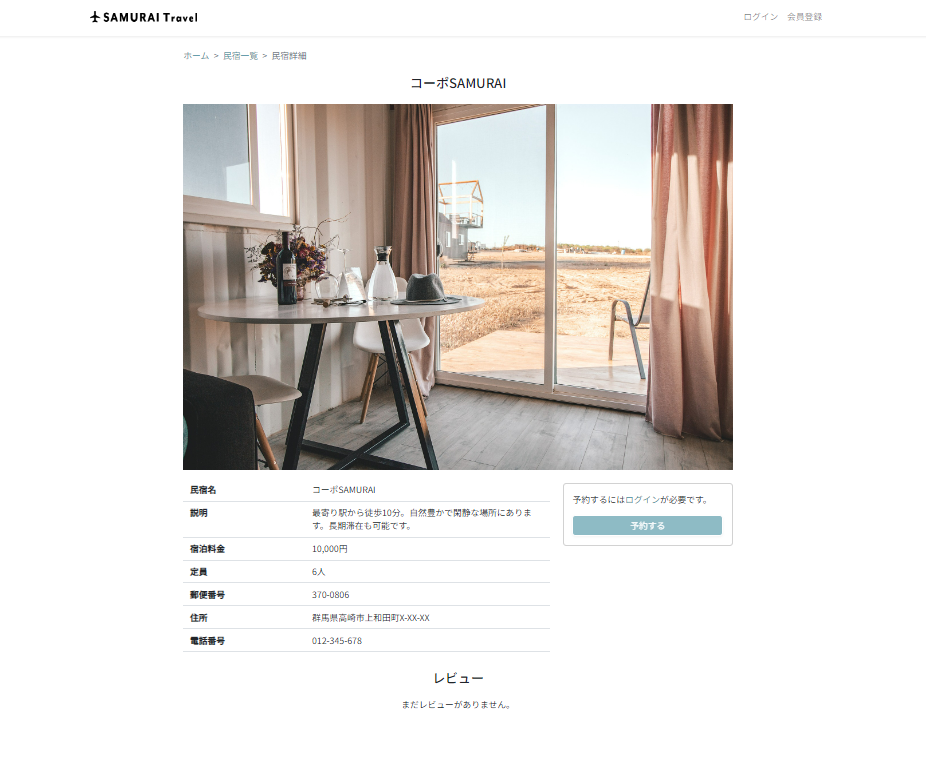 SAMURAI Travel
ログイン 会員登録
ホーム > 民宿一覧 > 民宿詳細
コーポSAMURAI
民宿名 コーポSAMURAI
説明 最寄り駅から徒歩10分。自然豊かで閑静な場所にありま
す。長期滞在も可能です。
宿泊料金 10,000円
定員 6人
郵便番号 370-0806
住所 群馬県高崎市上和田町X-XX-XX
電話番号 012-345-678
予約するにはログインが必要です。
予約する
レビュー
まだレビューがありません。